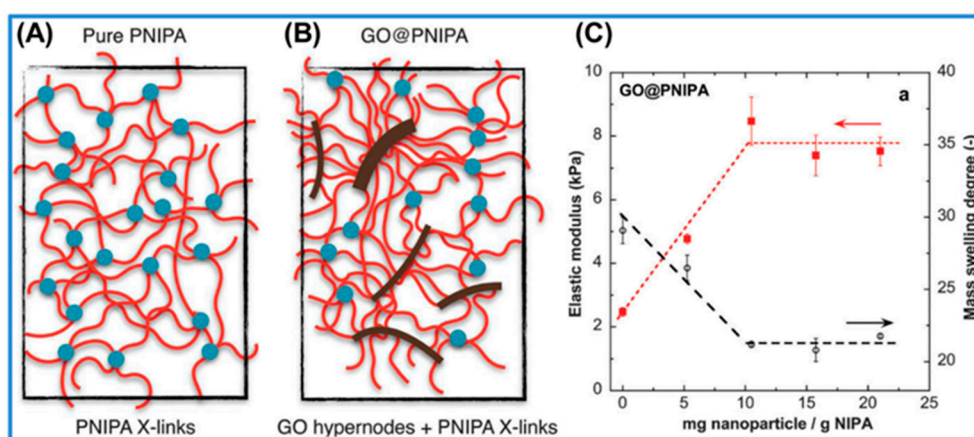 (A)
Pure PNIPA
PNIPA X-links
(B)
GO@PNIPA
GO hypernodes + PNIPA X-links
(C)
GO@PNIPA
a
Elastic modulus (kPa)
10
8
6
4
2
0
Mass swelling degree (-)
40
35
30
25
20
0 5 10 15 20 25
mg nanoparticle / g NIPA